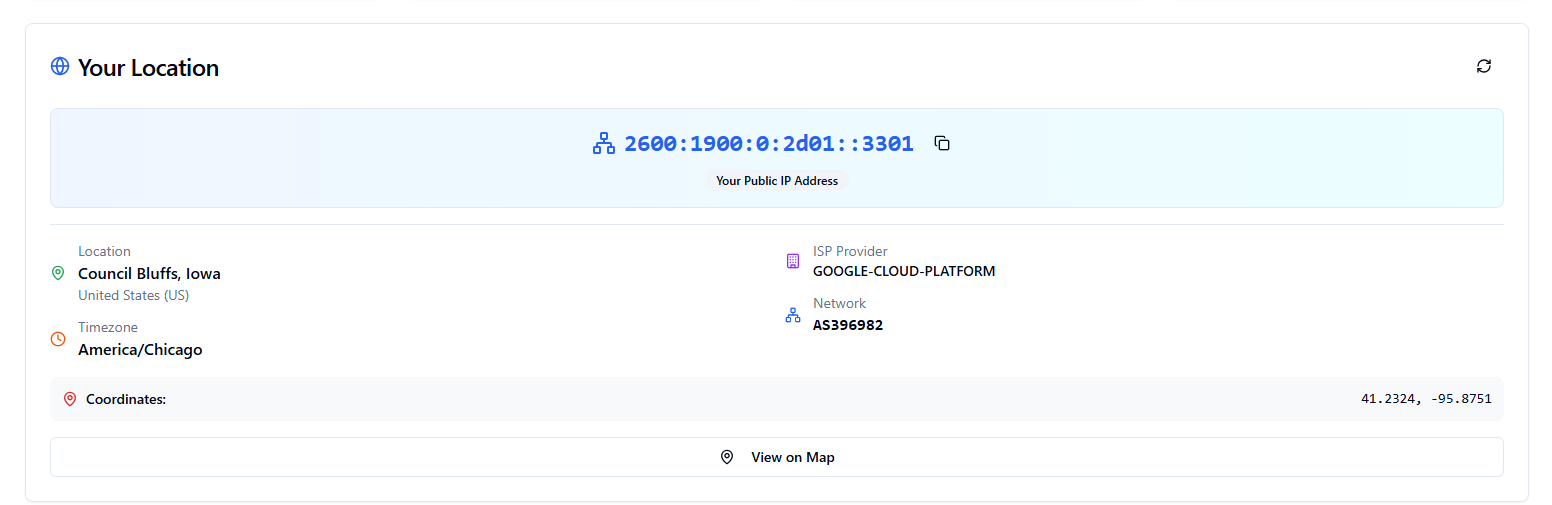 Your Location
2600:1900:0:2d01::3301
Your Public IP Address
Location
Council Bluffs, Iowa
United States (US)
Timezone
America/Chicago
ISP Provider
GOOGLE-CLOUD-PLATFORM
Network
AS396982
Coordinates:
41.2324, -95.8751
View on Map